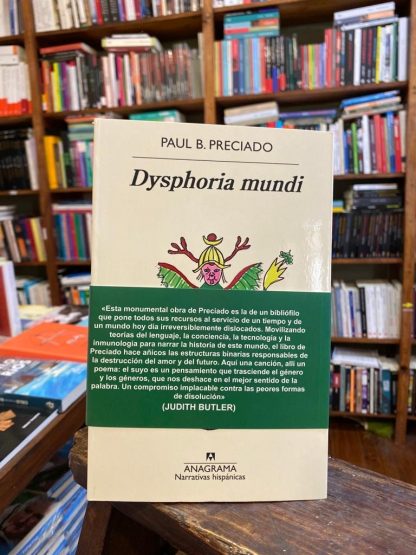 PAUL B. PRECIADO
Dysphoria mundi
«Esta monumental obra de Preciado es la de un bibliófilo
que pone todos sus recursos al servicio de un tiempo y de
un mundo hoy día irreversiblemente dislocados. Movilizando
teorías del lenguaje, la conciencia, la tecnología y la
inmunología para narrar la historia de este mundo, el libro de
Preciado hace añicos las estructuras binarias responsables de
la destrucción del amor y del futuro. Aquí una canción, allí un
poema: el suyo es un pensamiento que trasciende el género
y los géneros, que nos deshace en el mejor sentido de la
palabra. Un compromiso implacable contra las peores formas
de disolución»
(JUDITH BUTLER)
ANAGRAMA
Narrativas hispánicas